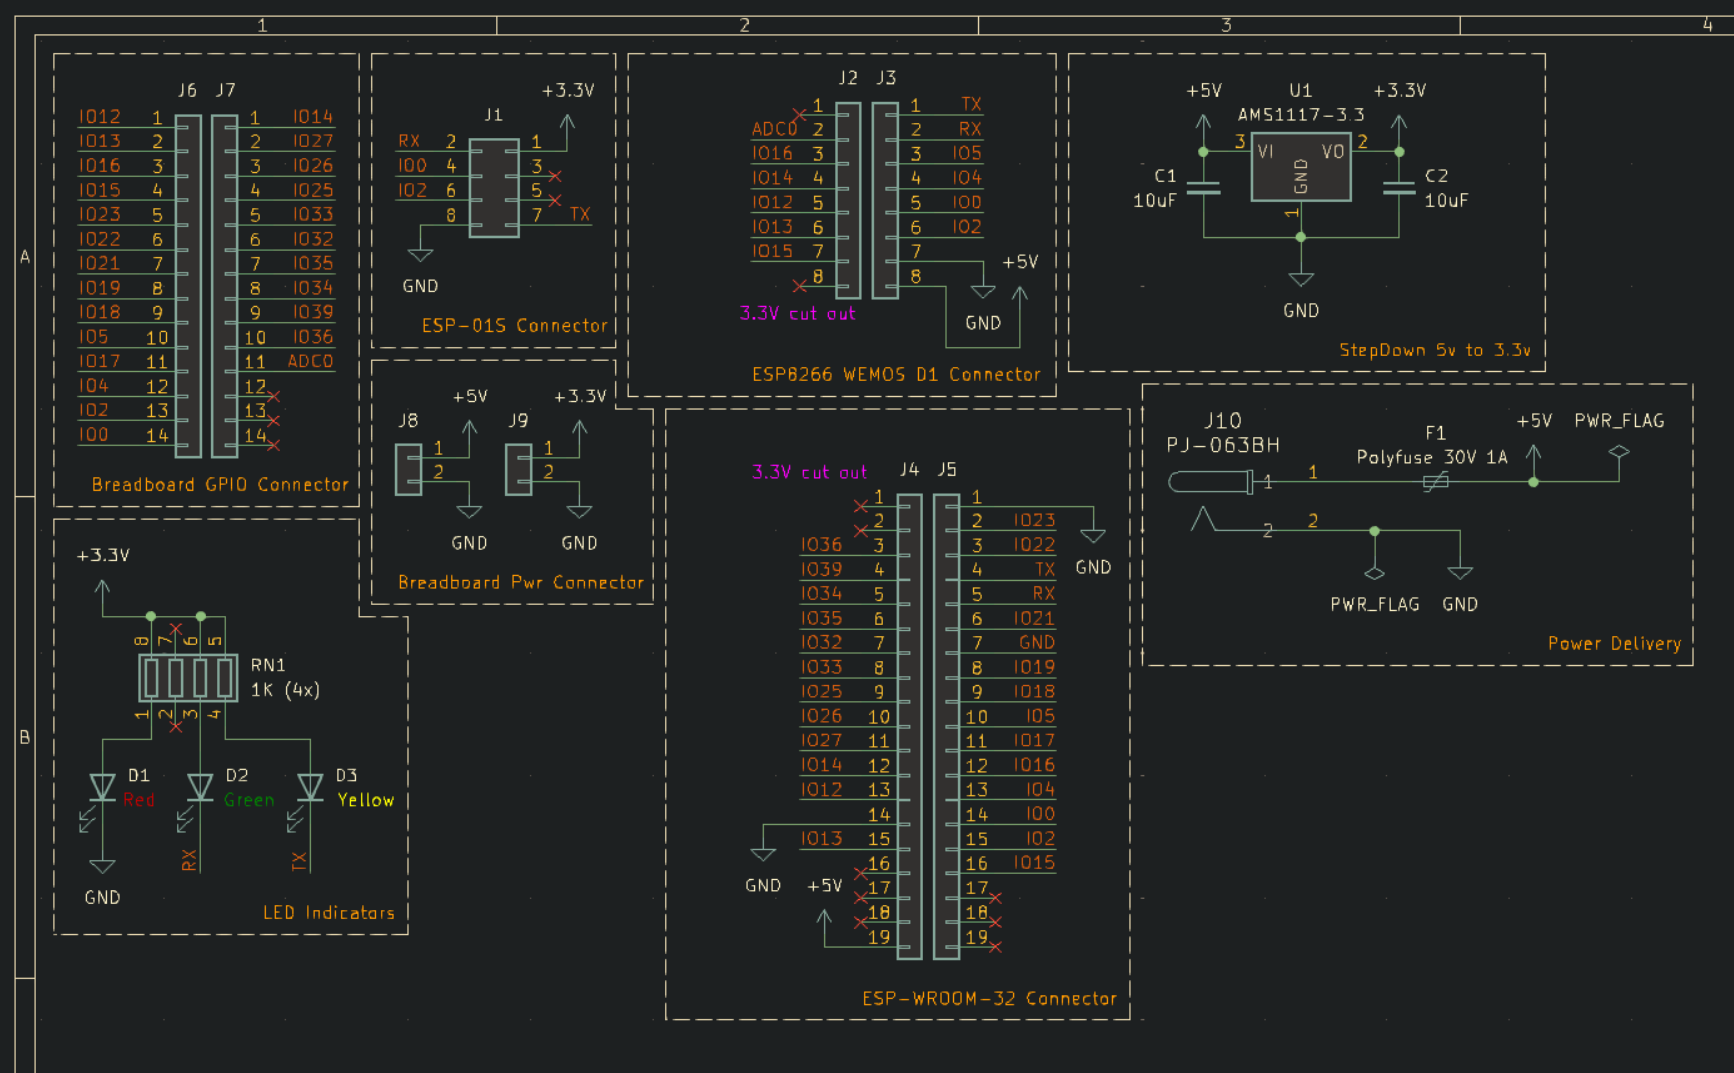 1 2 3 4
A
B
J6 J7
IO12 1 1 IO14
IO13 2 2 IO27
IO16 3 3 IO26
IO15 4 4 IO25
IO23 5 5 IO33
IO22 6 6 IO32
IO21 7 7 IO35
IO19 8 8 IO34
IO18 9 9 IO39
IO5 10 10 IO36
IO17 11 11 ADC0
IO4 12 12
IO2 13 13
IO0 14 14
Breadboard GPIO Connector
+3.3V
J1
RX 2 1
IO0 4 3
IO2 6 5
8 7 TX
GND
ESP-01S Connector
J2 J3
1 1 TX
ADC0 2 2 RX
IO16 3 3 IO5
IO14 4 4 IO4
IO12 5 5 IO0
IO13 6 6 IO2
IO15 7 7
8 8 +5V
3.3V cut out
GND
ESP8266 WEMOS D1 Connector
+5V U1 +3.3V
AMS1117-3.3
3 VI VO 2
GND
1
C1 C2
10uF 10uF
GND
StepDown 5v to 3.3v
+5V +3.3V
J8 J9
1 1
2 2
GND GND
Breadboard Pwr Connector
3.3V cut out
J4 J5
1 1
2 2 IO23
IO36 3 3 IO22
GND
IO39 4 4 TX
IO34 5 5 RX
IO35 6 6 IO21
IO32 7 7 GND
IO33 8 8 IO19
IO25 9 9 IO18
IO26 10 10 IO5
IO27 11 11 IO17
IO14 12 12 IO16
IO12 13 13 IO4
14 14 IO0
IO13 15 15 IO2
16 16 IO15
GND +5V
17 17
18 18
19 19
ESP-WROOM-32 Connector
J10
PJ-063BH
F1
Polyfuse 30V 1A
+5V PWR_FLAG
1 1
2 2
PWR_FLAG GND
Power Delivery
+3.3V
8 7 6 5
RN1
1K (4x)
1 2 3 4
D1 D2 D3
Red Green Yellow
RX TX
GND
LED Indicators